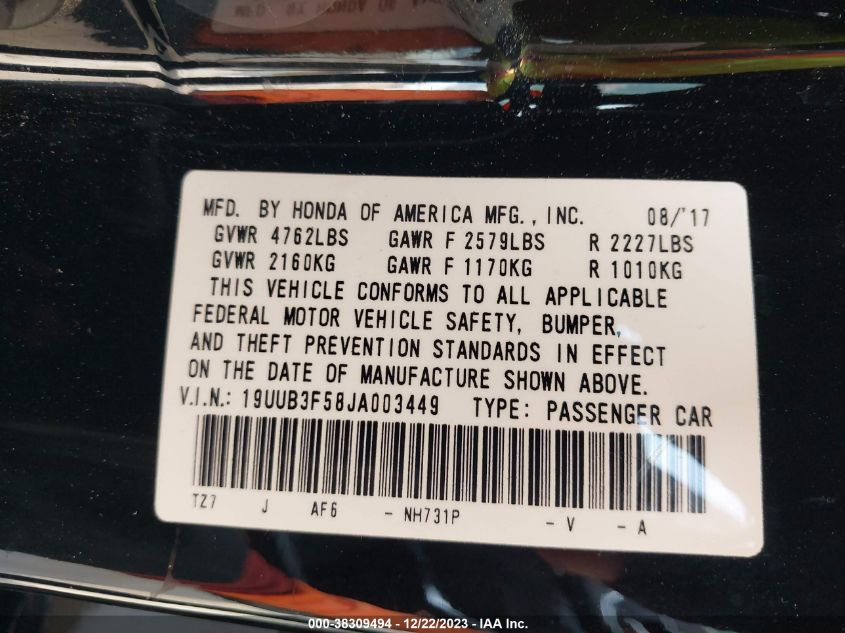 MFD. BY HONDA OF AMERICA MFG., INC. 08/'17
GVWR 4762LBS GAWR F 2579LBS R 2227LBS
GVWR 2160KG GAWR F 1170KG R 1010KG
THIS VEHICLE CONFORMS TO ALL APPLICABLE
FEDERAL MOTOR VEHICLE SAFETY, BUMPER,
AND THEFT PREVENTION STANDARDS IN EFFECT
ON THE DATE OF MANUFACTURE SHOWN ABOVE.
V.I.N.: 19UUB3F58JA003449 TYPE: PASSENGER CAR
TZ7 J AF6 - NH731P - V - A
000-38309494 - 12/22/2023 - IAA Inc.